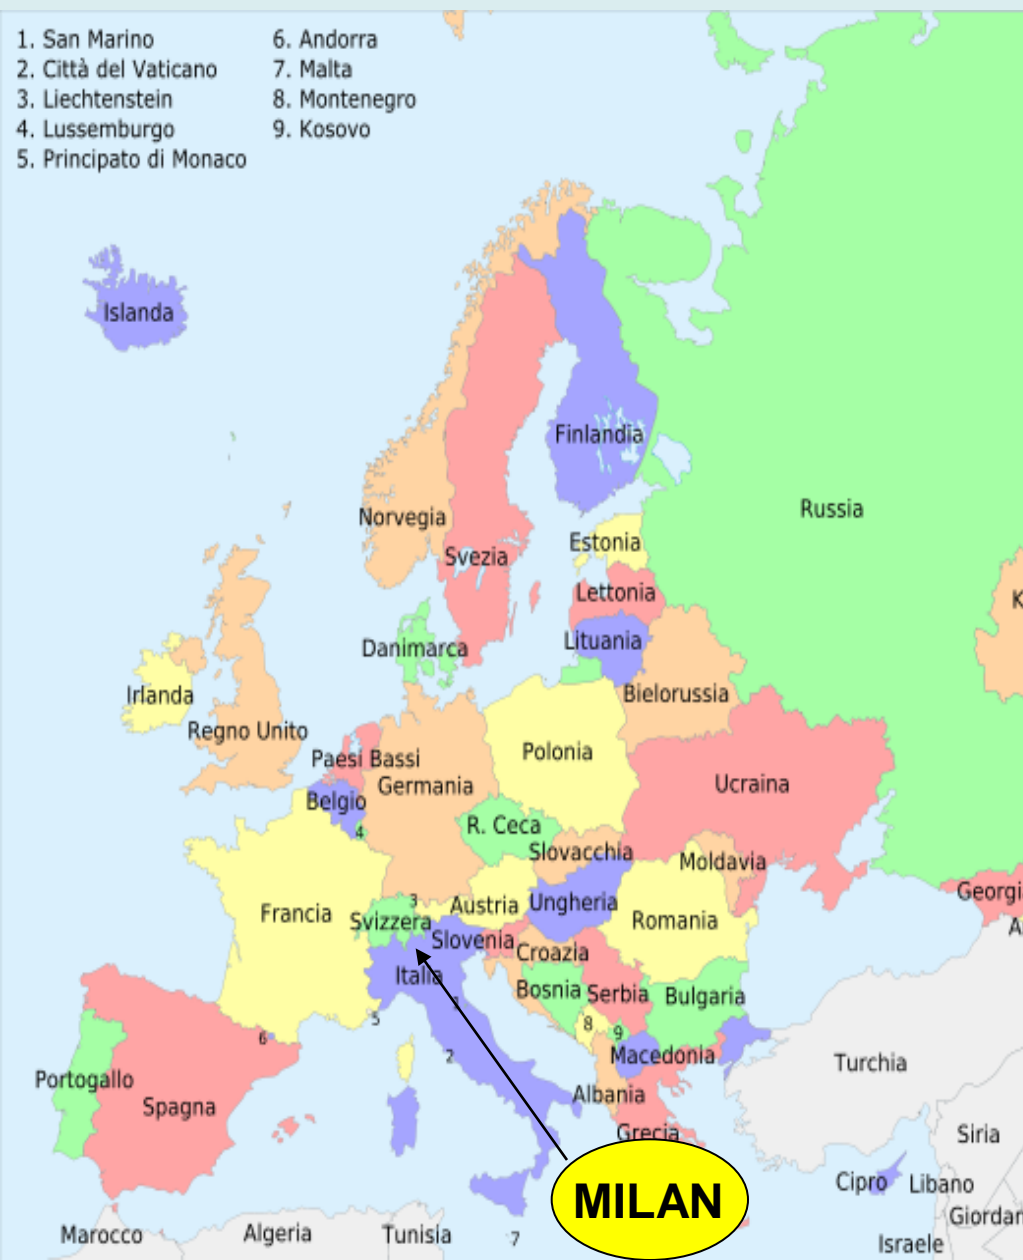 1. San Marino
2. Città del Vaticano
3. Liechtenstein
4. Lussemburgo
5. Principato di Monaco
6. Andorra
7. Malta
8. Montenegro
9. Kosovo
Islanda
Finlandia
Russia
Norvegia
Estonia
Svezia
K
Lettonia
Lituania
Danimarca
Irlanda
Bielorussia
Regno Unito
Paesi Bassi
Polonia
Germania
Ucraina
Belgio
R. Ceca
4
Slovacchia
Moldavia
Georgi
3
Austria
Ungheria
Francia
Svizzera
Romania
A
Slovenia
Croazia
Italia
Bosnia
Serbia
Bulgaria
1
5
8
9
6
2
Macedonia
Turchia
Portogallo
Spagna
Albania
Grecia
Siria
Cipro
Libano
MILAN
Giordan
Marocco
Algeria
Tunisia
7
Israele